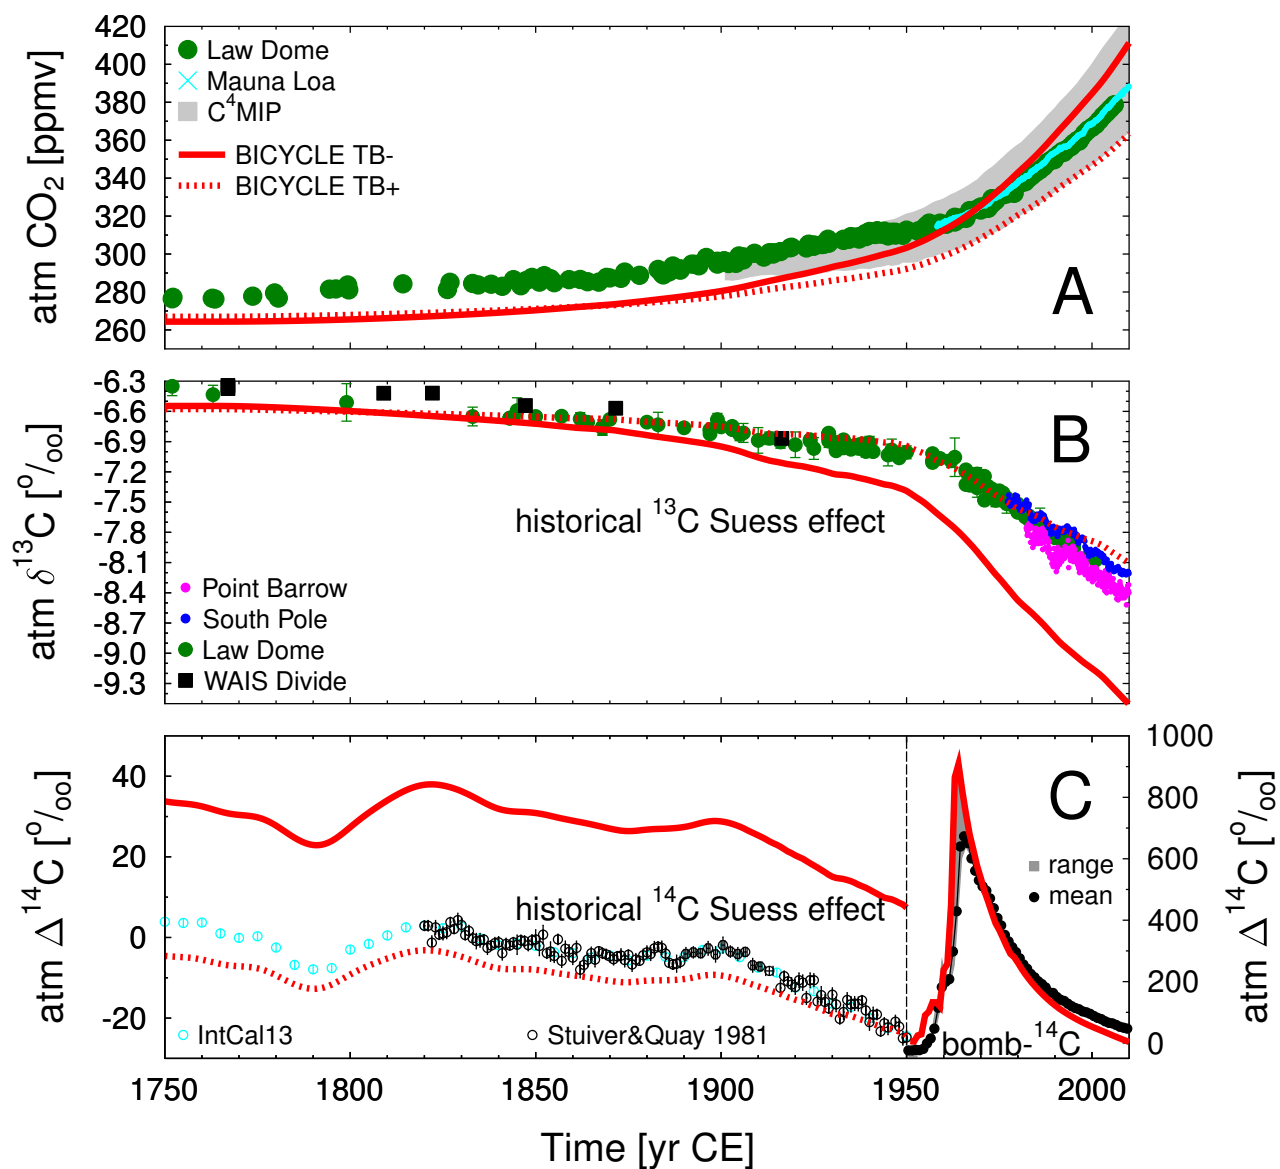 420
400
380
360
340
320
300
280
260
atm CO2 [ppmv]
Law Dome
Mauna Loa
C4MIP
BICYCLE TB-
BICYCLE TB+
A
-6.3
-6.6
-6.9
-7.2
-7.5
-7.8
-8.1
-8.4
-8.7
-9.0
-9.3
atm δ13C [o/oo]
B
historical 13C Suess effect
Point Barrow
South Pole
Law Dome
WAIS Divide
40
20
0
-20
atm Δ 14C [o/oo]
C
range
mean
historical 14C Suess effect
IntCal13
Stuiver&Quay 1981
bomb-14C
1000
800
600
400
200
0
atm Δ 14C [o/oo]
1750 1800 1850 1900 1950 2000
Time [yr CE]